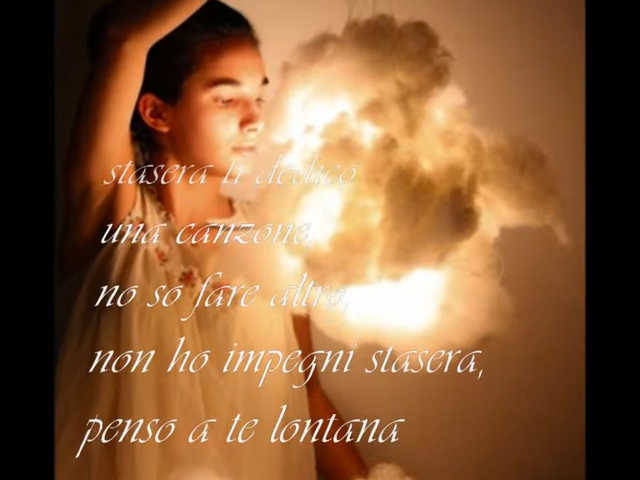 stasera ti dedico
una canzone,
no so fare altro,
non ho impegni stasera,
penso a te lontana